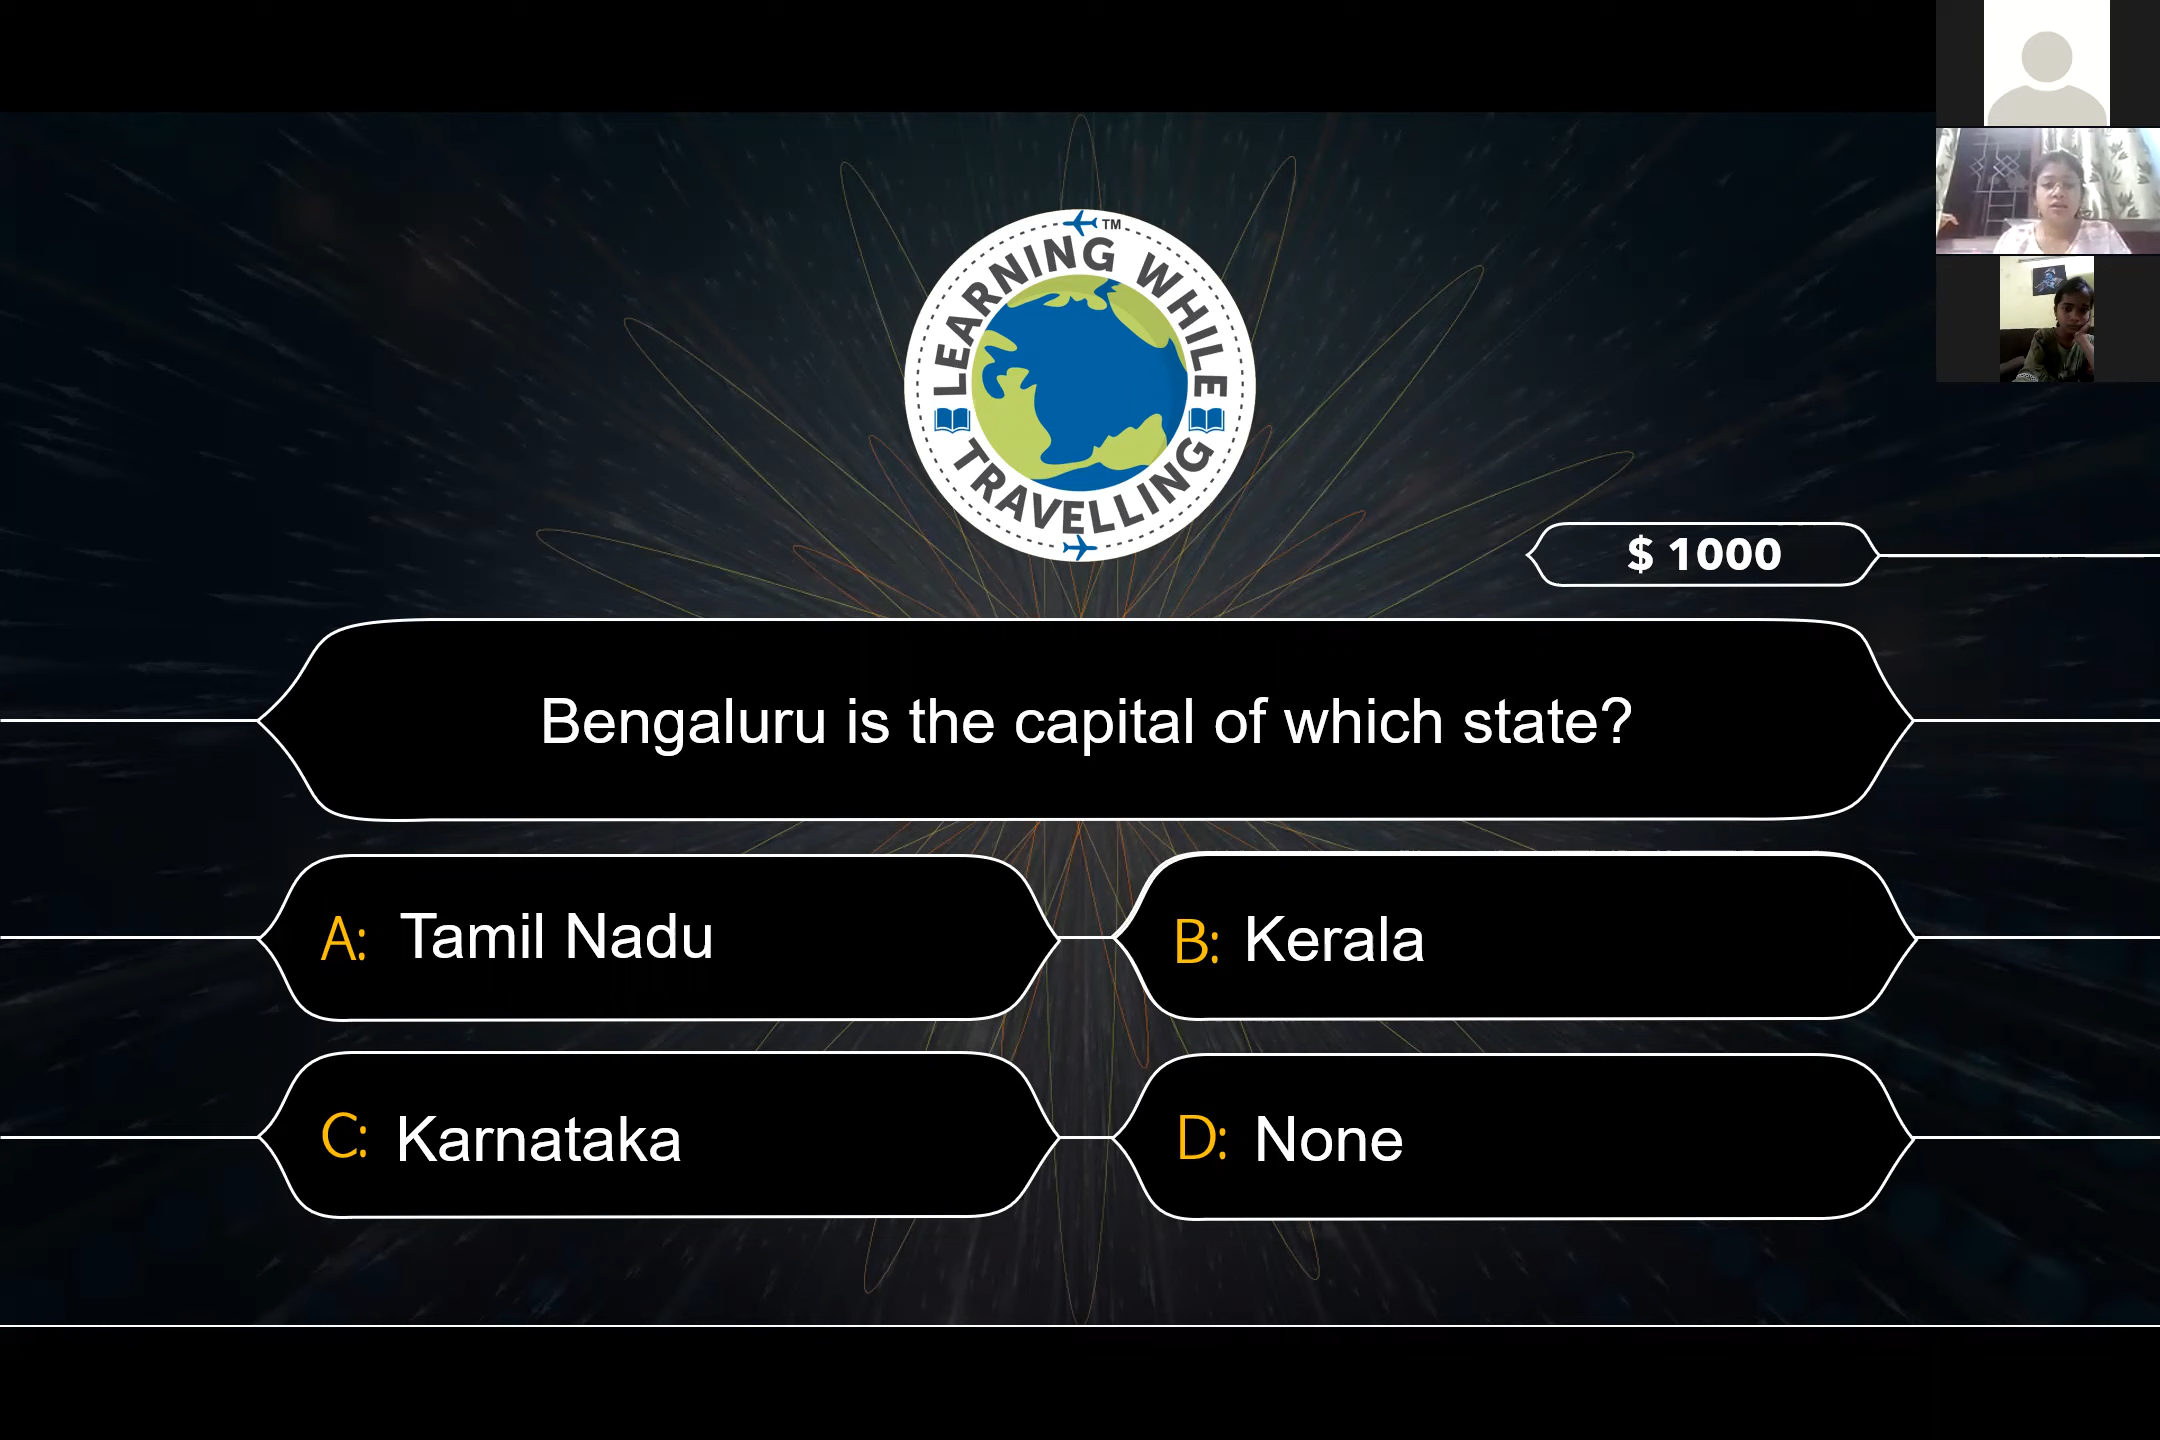 LEARNING WHILE
TRAVELLING
TM
$ 1000
Bengaluru is the capital of which state?
A: Tamil Nadu
B: Kerala
C: Karnataka
D: None